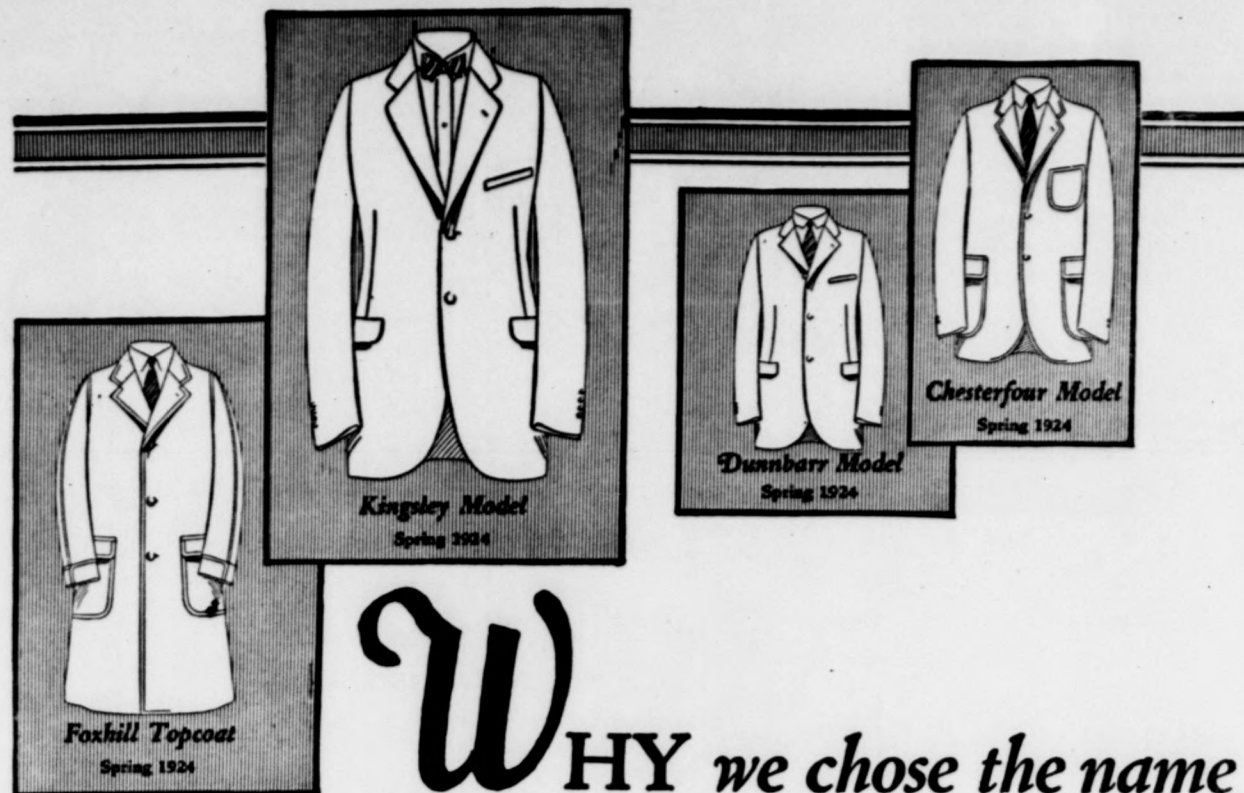 Kingsley Model
Spring 1924
Chesterfour Model
Spring 1924
Dunnbarr Model
Spring 1924
Foxhill Topcoat
Spring 1924
WHY we chose the name